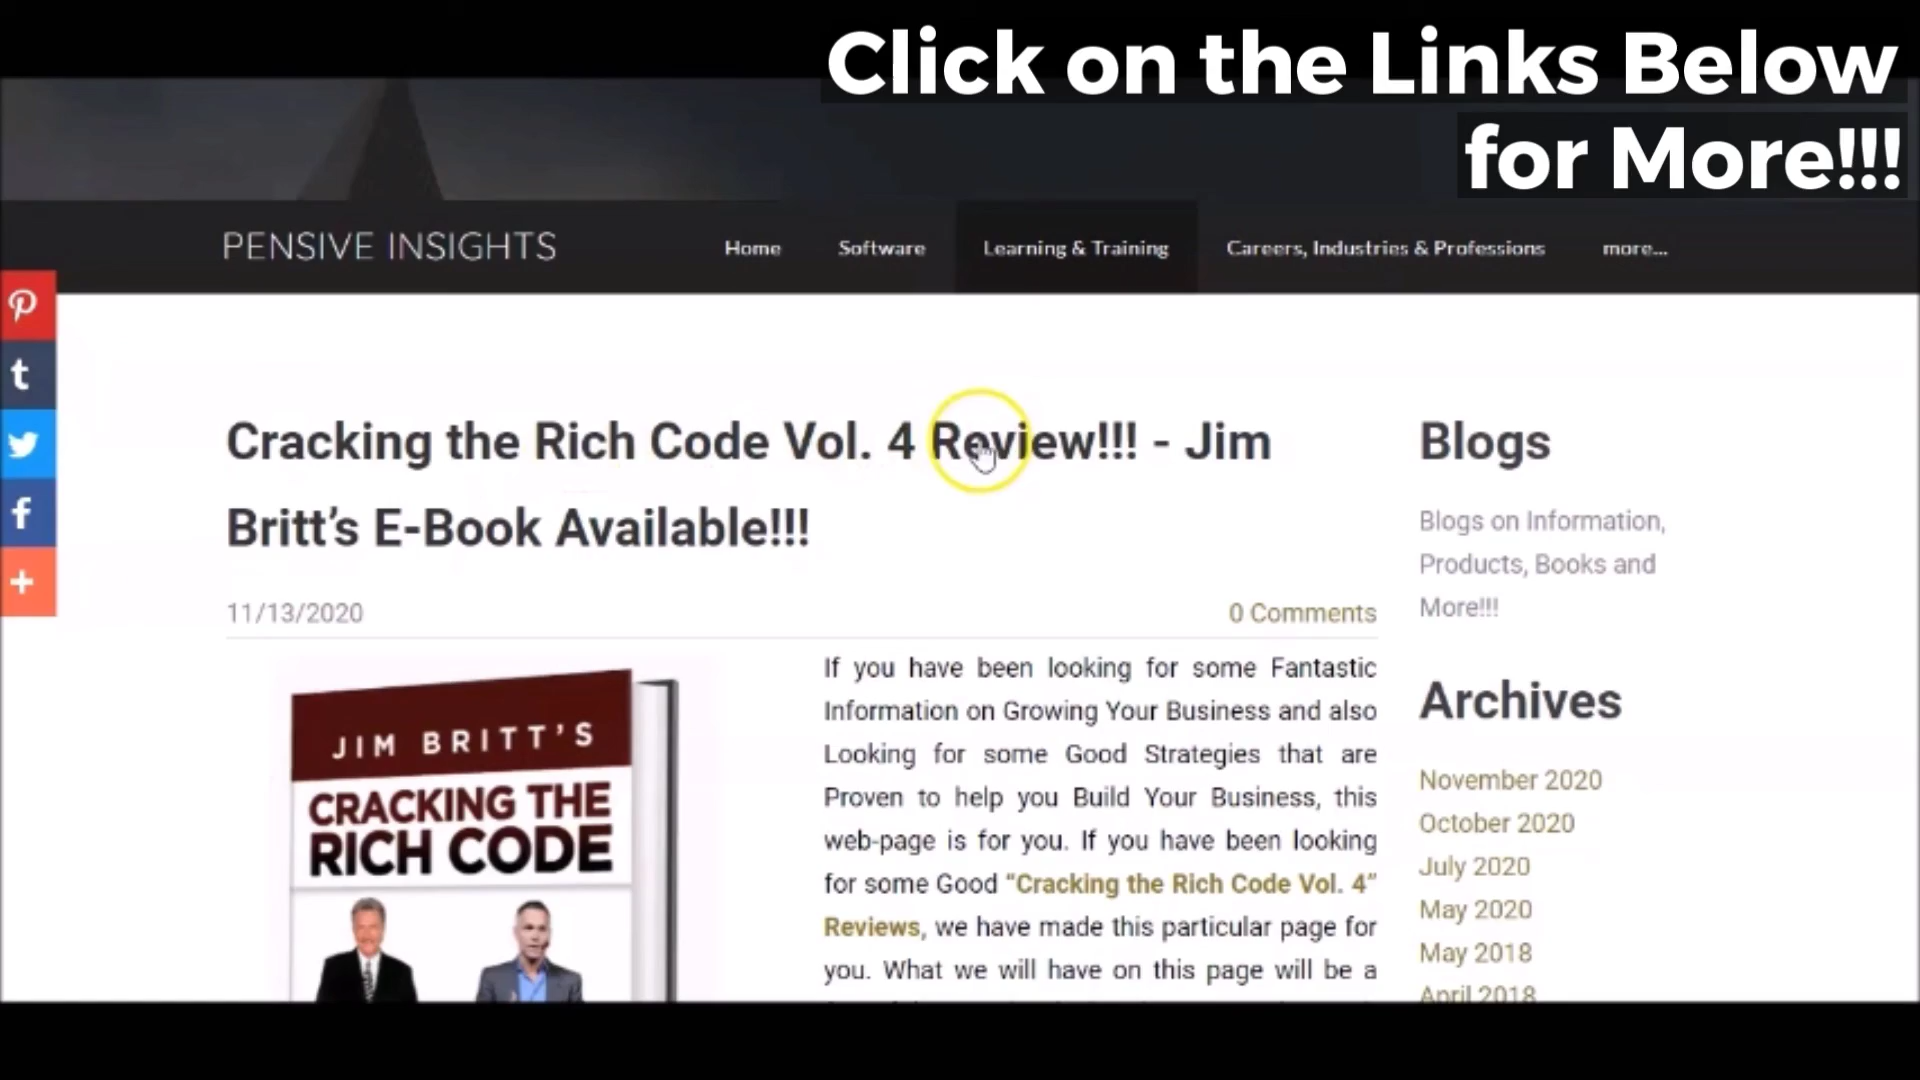 Click on the Links Below
for More!!!
PENSIVE INSIGHTS
Home
Software
Learning & Training
Careers, Industries & Professions
more...
Cracking the Rich Code Vol. 4 Review!!! - Jim
Britt's E-Book Available!!!
11/13/2020
0 Comments
JIM BRITT'S
CRACKING THE
RICH CODE
If you have been looking for some Fantastic
Information on Growing Your Business and also
Looking for some Good Strategies that are
Proven to help you Build Your Business, this
web-page is for you. If you have been looking
for some Good “Cracking the Rich Code Vol. 4”
Reviews, we have made this particular page for
you. What we will have on this page will be a
Blogs
Blogs on Information,
Products, Books and
More!!!
Archives
November 2020
October 2020
July 2020
May 2020
May 2018
April 2018